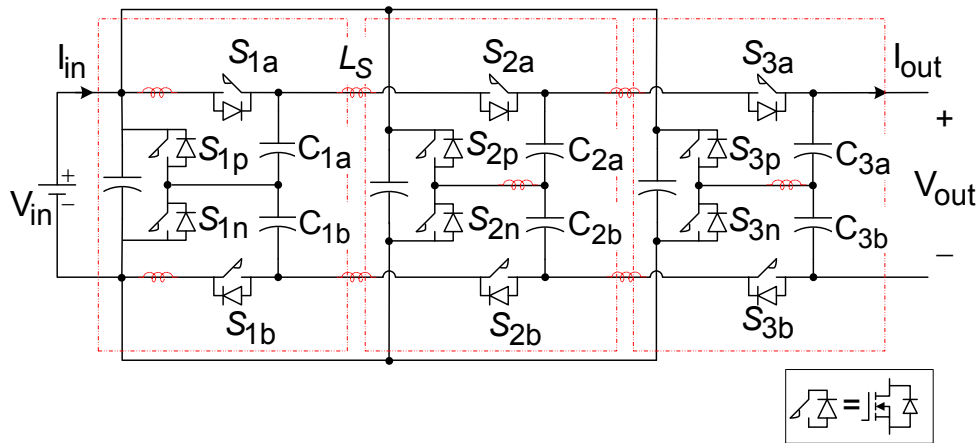 I_in S_1a L_S S_2a S_3a I_out
+
S_1p C_1a S_2p C_2a S_3p C_3a
+
V_in
−
V_out
S_1n C_1b S_2n C_2b S_3n C_3b
−
S_1b S_2b S_3b
=